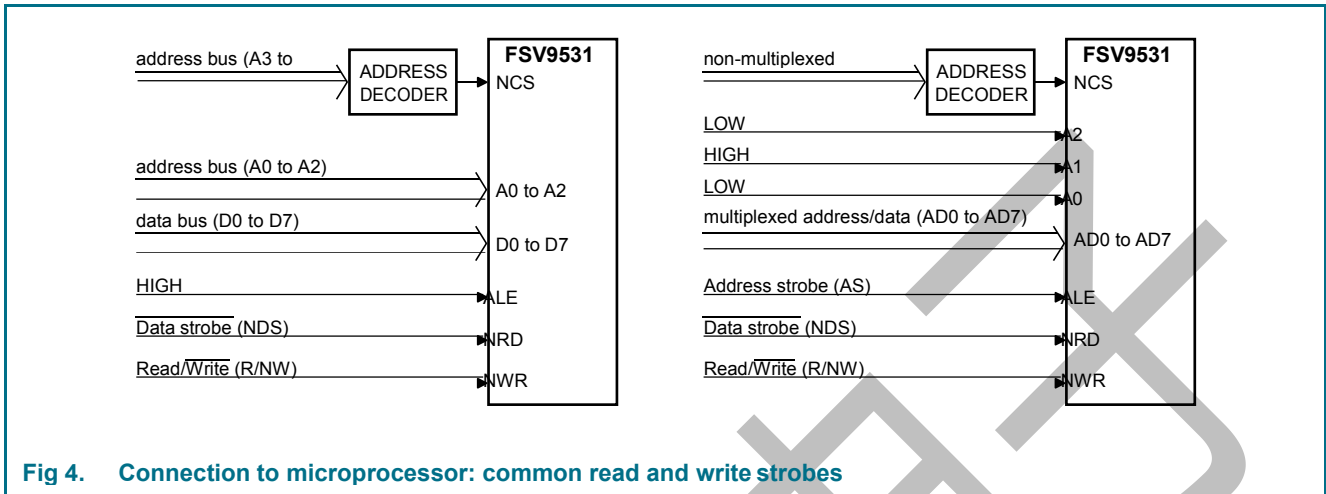 address bus (A3 to
ADDRESS
DECODER
FSV9531
NCS
address bus (A0 to A2)
A0 to A2
data bus (D0 to D7)
D0 to D7
HIGH
ALE
Data strobe (NDS)
NRD
Read/Write (R/NW)
NWR
non-multiplexed
ADDRESS
DECODER
FSV9531
NCS
LOW
A2
HIGH
A1
LOW
A0
multiplexed address/data (AD0 to AD7)
AD0 to AD7
Address strobe (AS)
ALE
Data strobe (NDS)
NRD
Read/Write (R/NW)
NWR
Fig 4. Connection to microprocessor: common read and write strobes